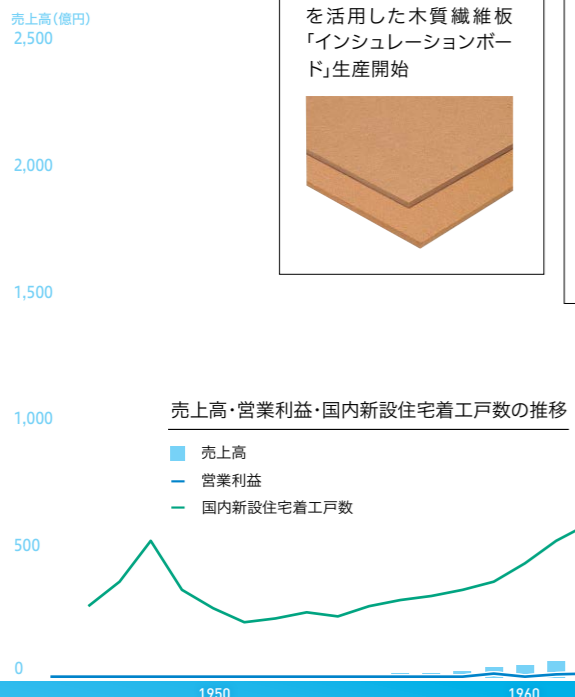 売上高(億円)
2,500
を活用した木質繊維板
「インシュレーションボー
ド」生産開始
2,000
1,500
1,000
売上高・営業利益・国内新設住宅着工戸数の推移
売上高
営業利益
国内新設住宅着工戸数
500
0
1950
1960